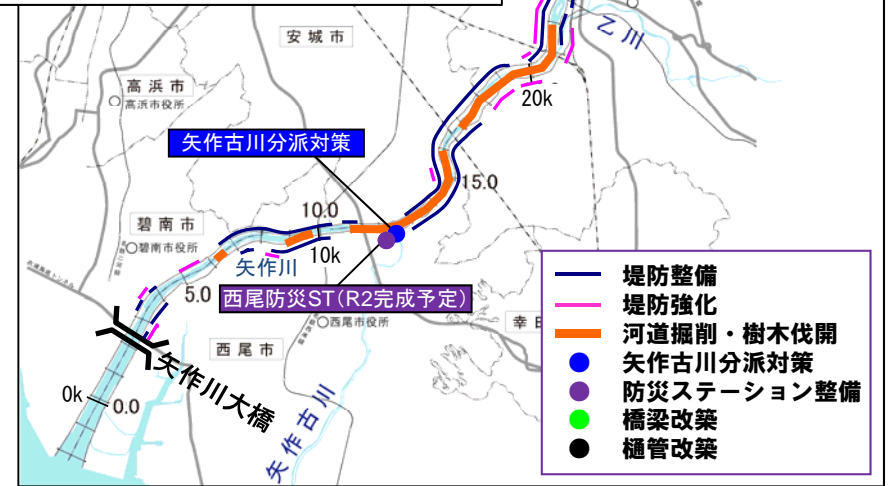 安城市
乙川
高浜市
高浜市役所
20k
矢作古川分派対策
15.0
碧南市
10.0
碧南市役所
矢作川
10k
5.0
西尾防災ST(R2完成予定)
西尾市役所
幸田
西尾市
矢作川大橋
0k
0.0
矢作古川
堤防整備
堤防強化
河道掘削・樹木伐開
矢作古川分派対策
防災ステーション整備
橋梁改築
樋管改築